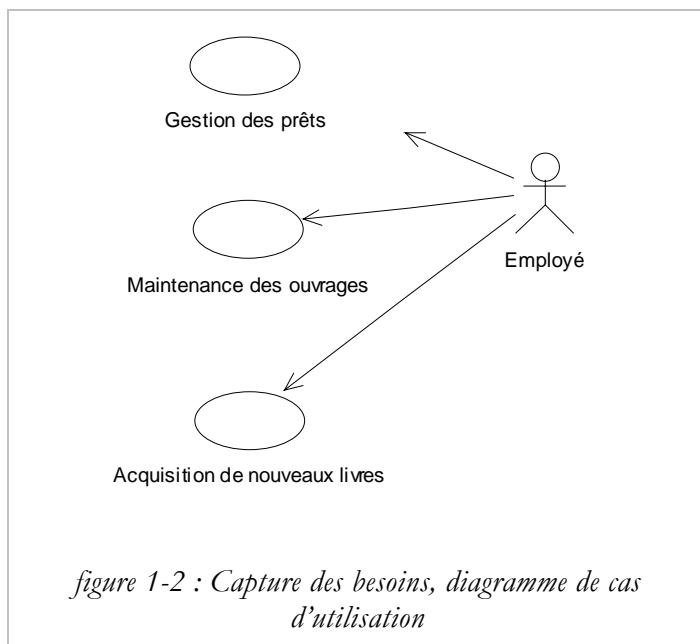 Gestion des prêts
Employé
Maintenance des ouvrages
Acquisition de nouveaux livres
figure 1-2 : Capture des besoins, diagramme de cas
d'utilisation